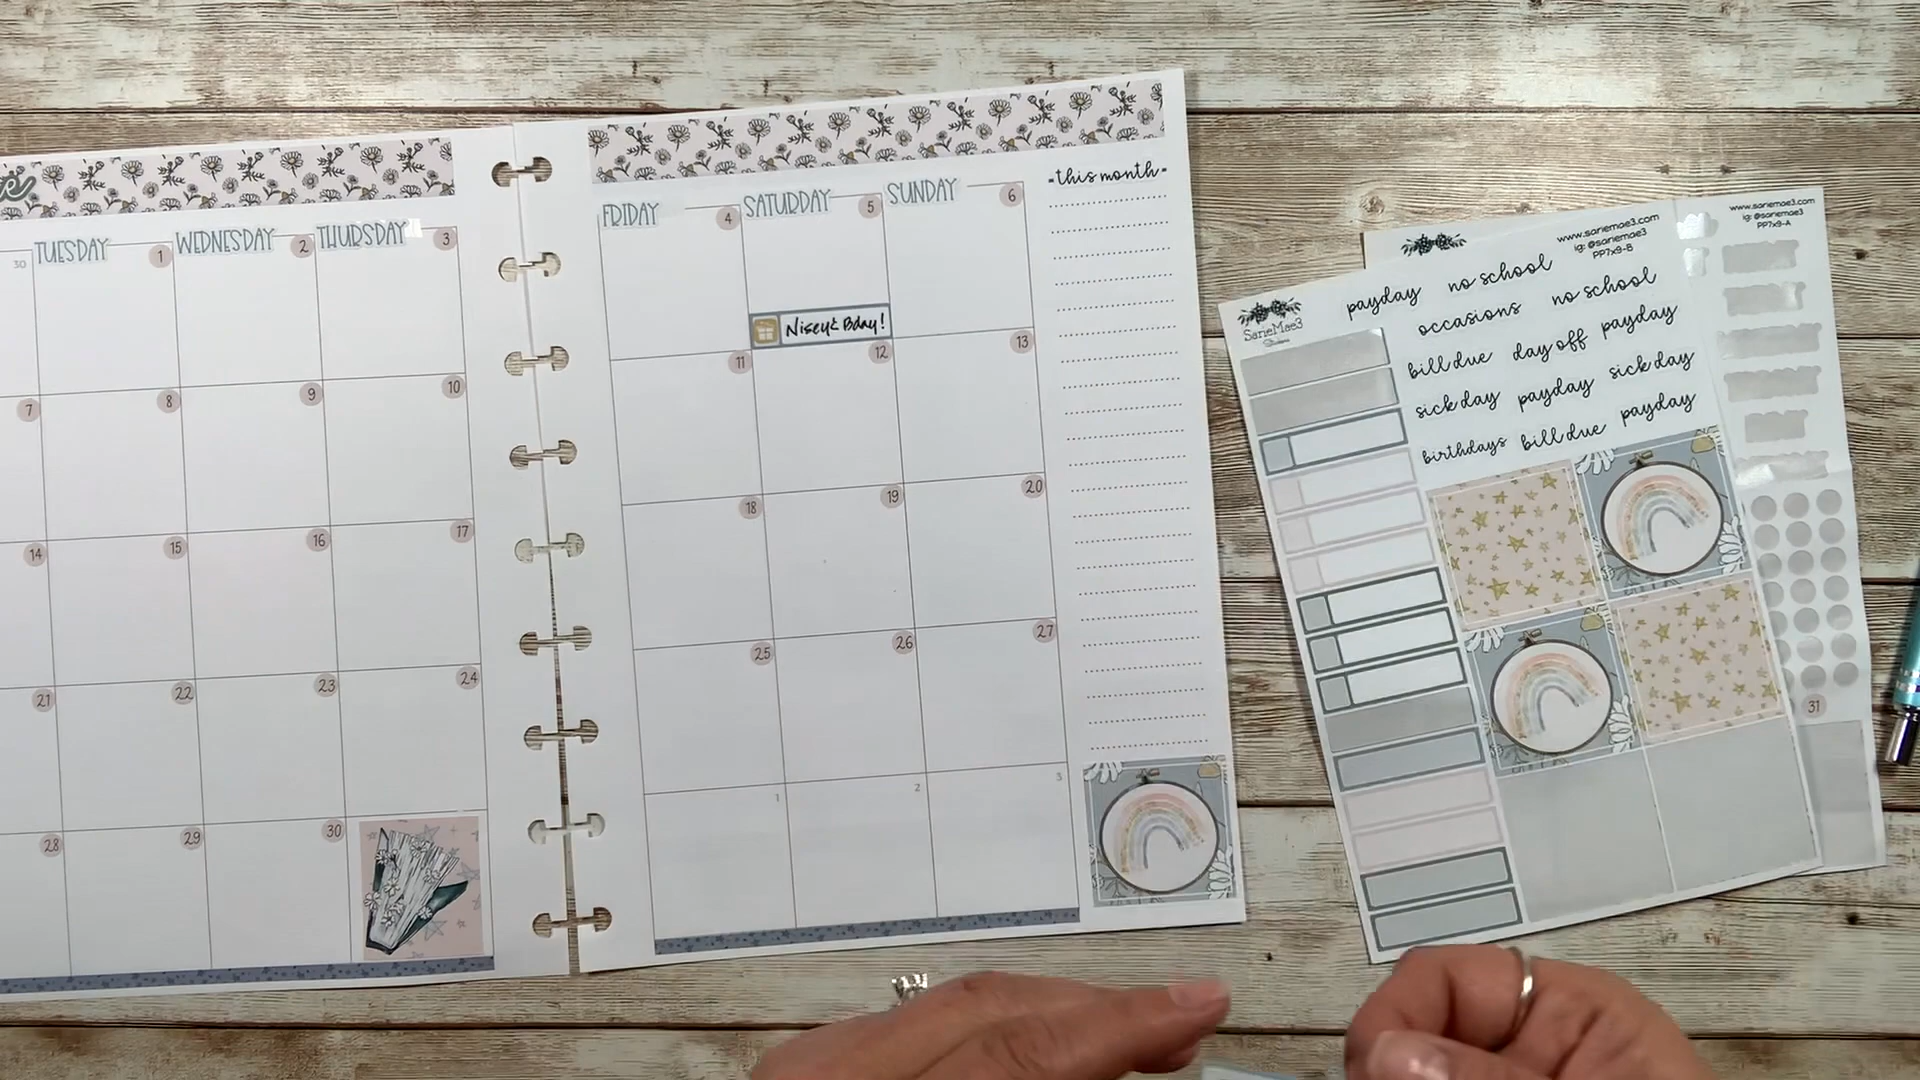 -this month-
TUESDAY WEDNESDAY THURSDAY FRIDAY SATURDAY SUNDAY
30 1 2 3 4 5 6
Bday!
7 8 9 10 11 12 13
14 15 16 17 18 19 20
21 22 23 24 25 26 27
28 29 30 1 2 3
www.sariemae3.com
ig: @sariemae3
PP7x9-B
SarieMae3
payday no school
occasions no school
bill due day off payday
sick day payday sick day
birthdays bill due payday
www.sariemae3.com
ig: @sariemae3
PP7x9-A
31